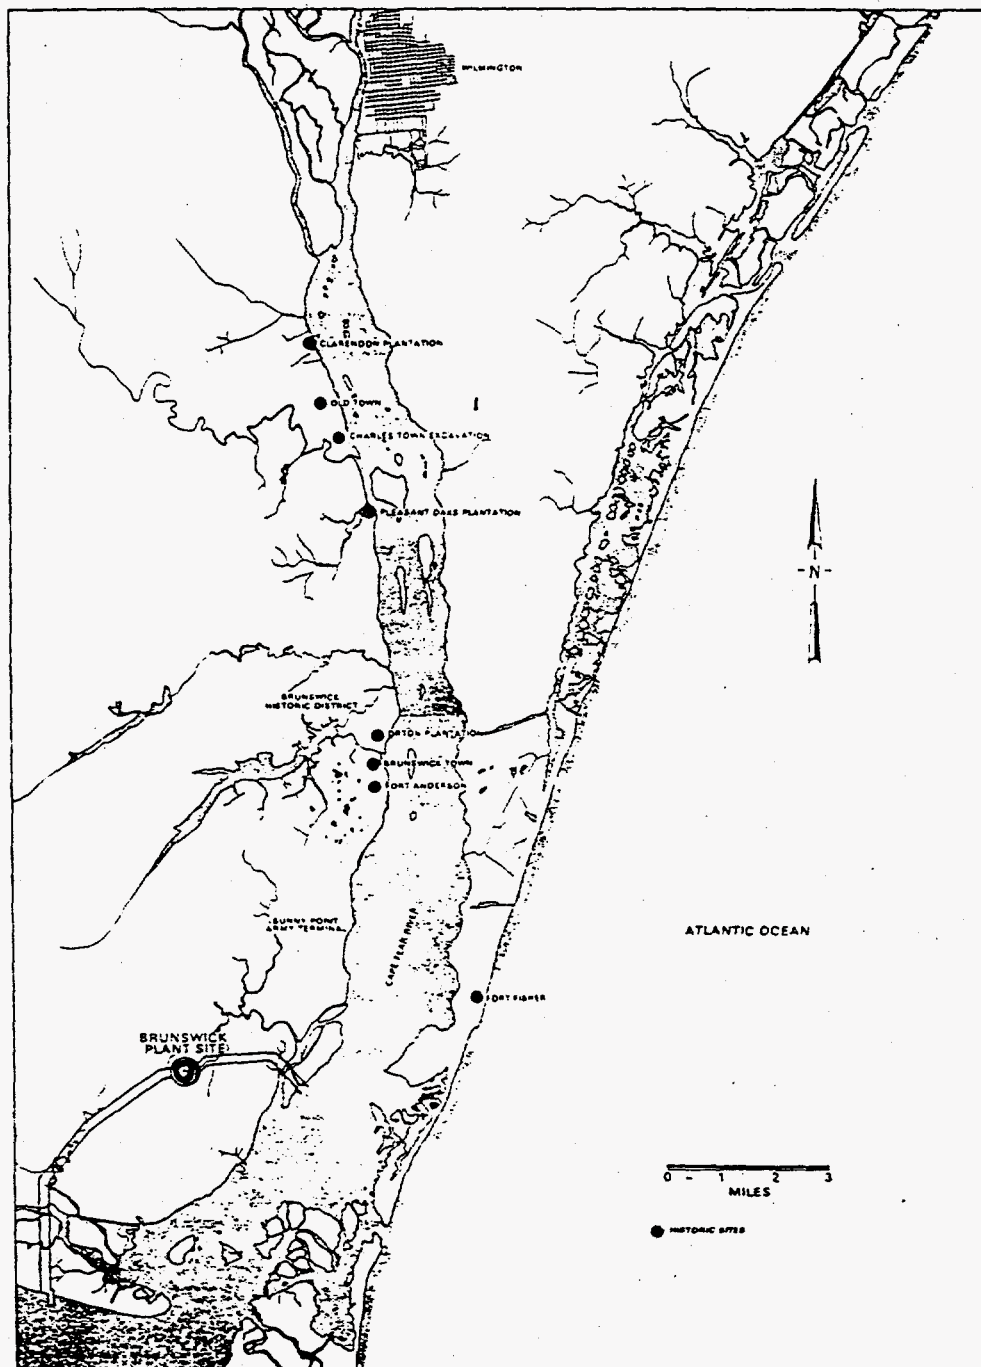 WILMINGTON
CLARENDON PLANTATION
OLD TOWN
CHARLES TOWN EXCAVATION
PLEASANT OAKS PLANTATION
-N-
BRUNSWICK
HISTORIC DISTRICT
ORTON PLANTATION
BRUNSWICK TOWN
FORT ANDERSON
SUNNY POINT
ARMY TERMINAL
CAPE FEAR RIVER
ATLANTIC OCEAN
FORT FISHER
BRUNSWICK
PLANT SITE
0 1 2 3
MILES
HISTORIC SITES